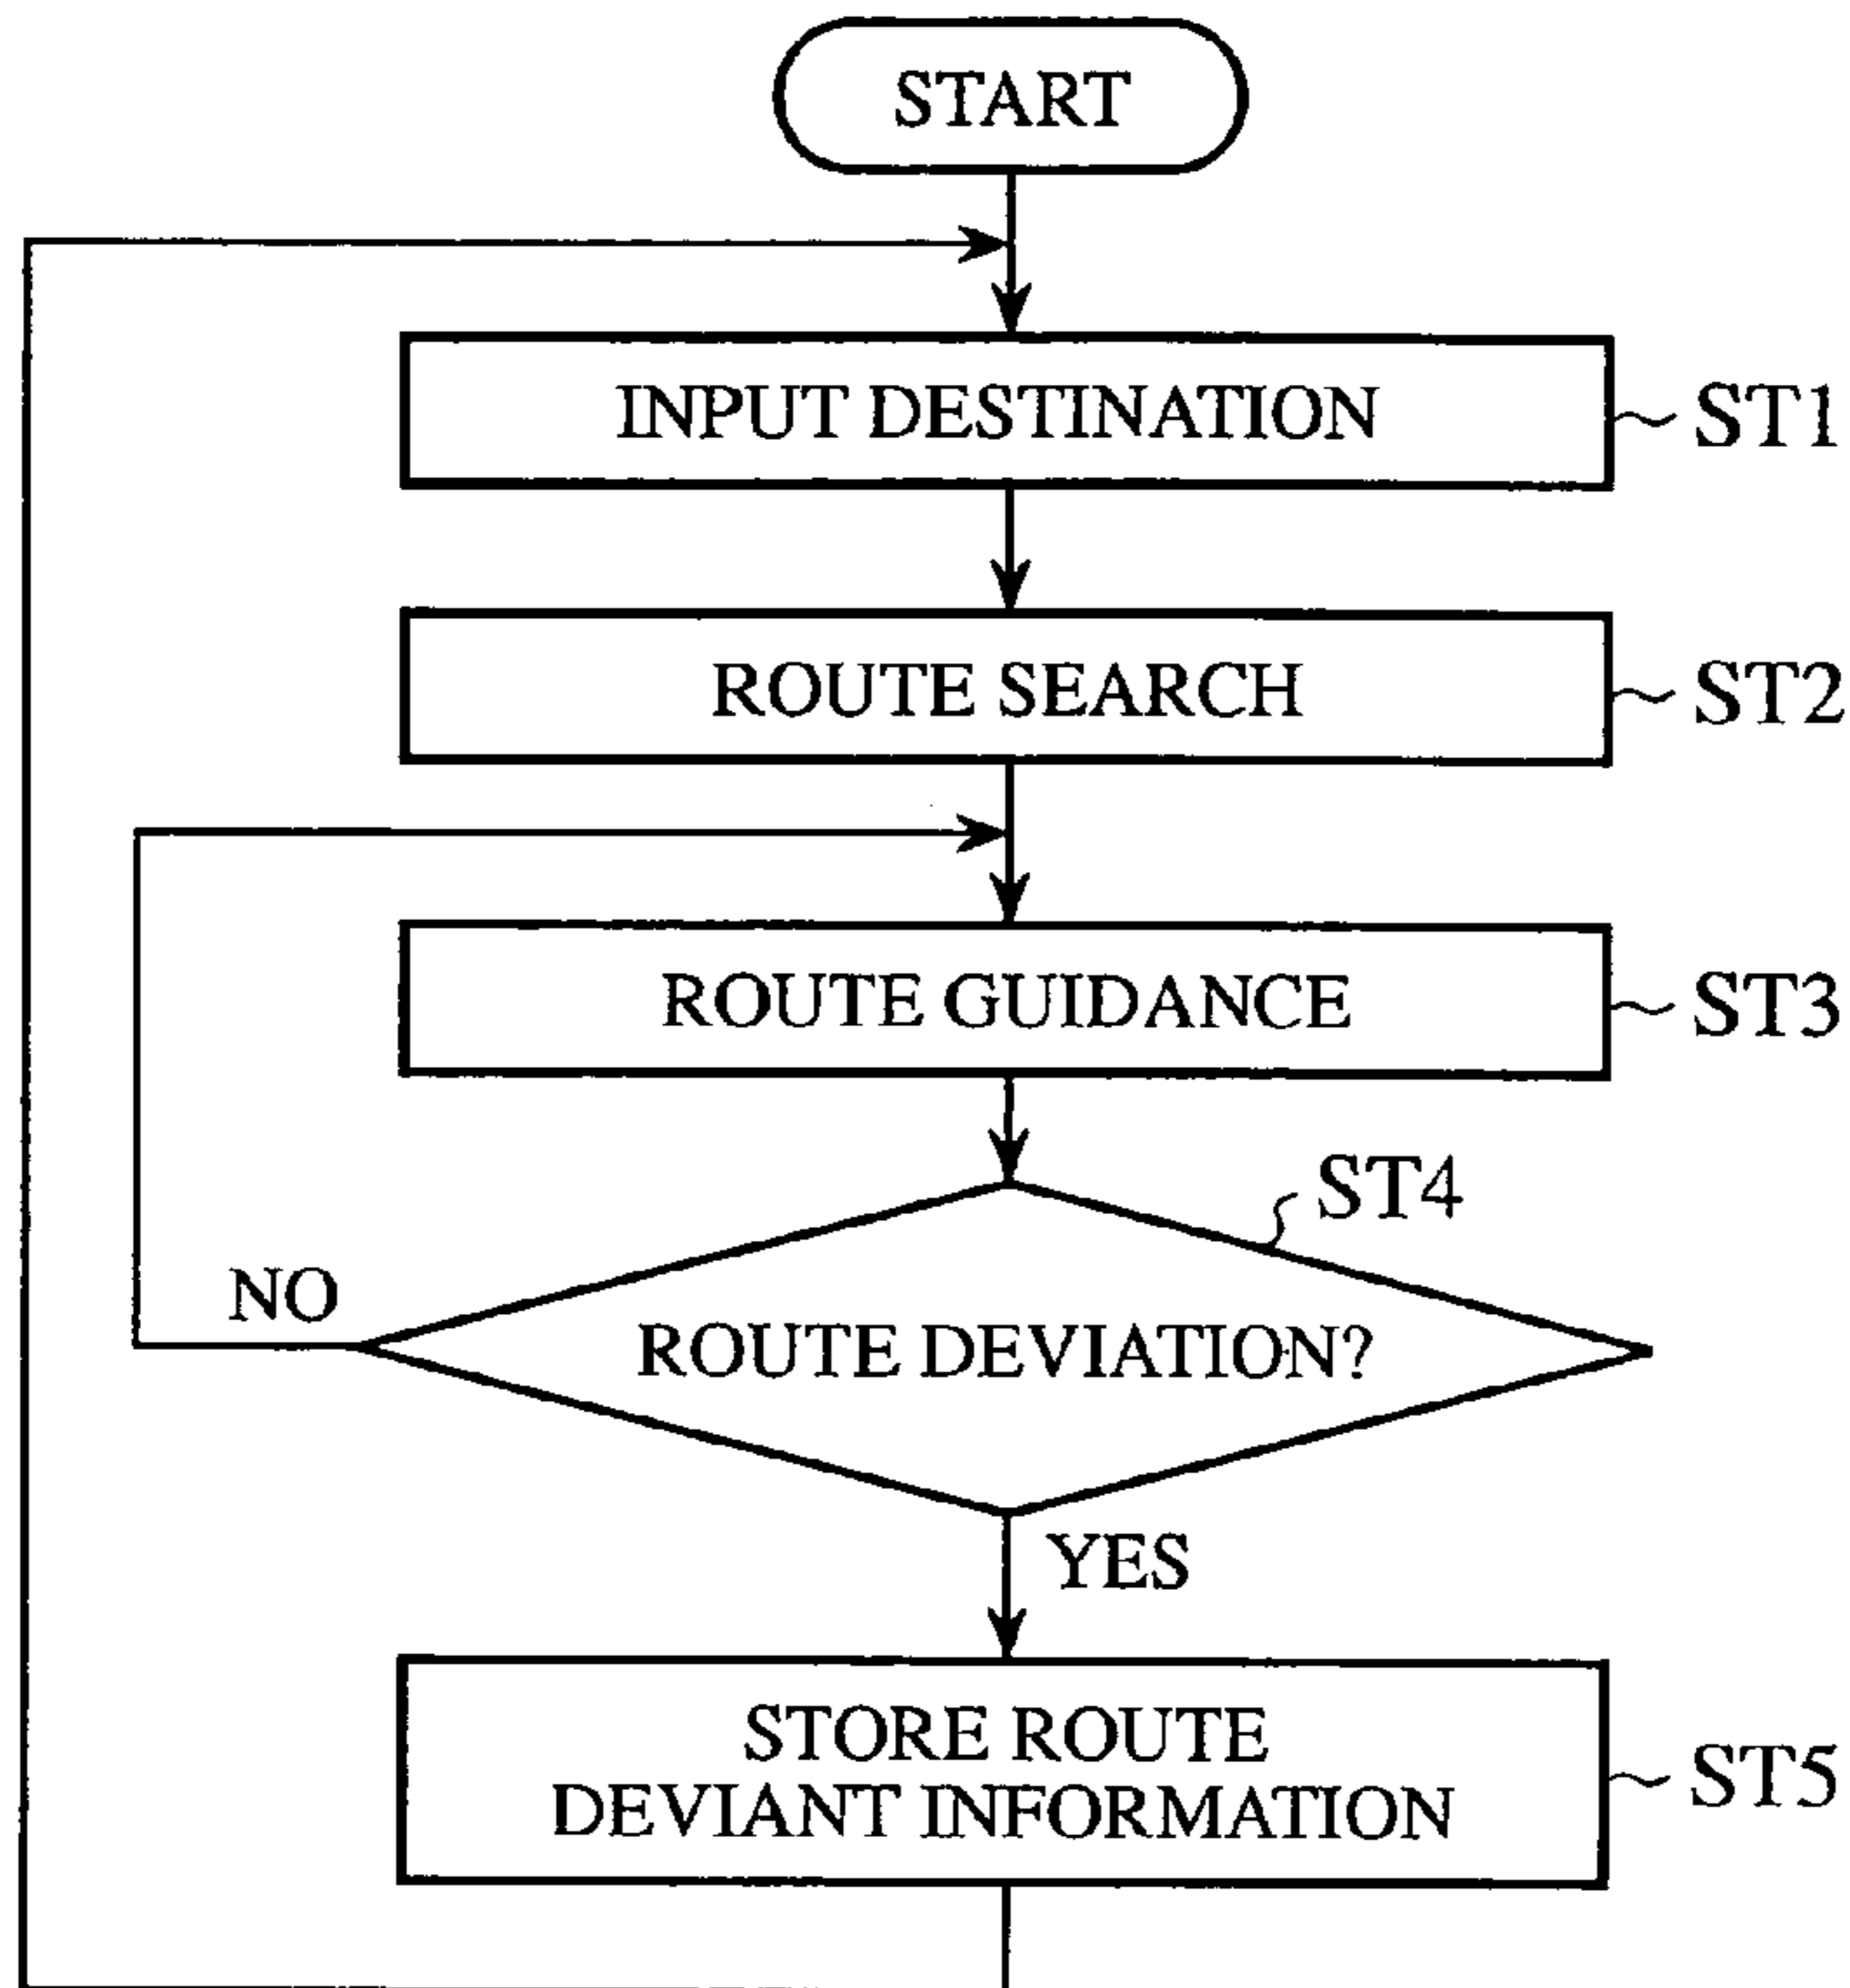 START
INPUT DESTINATION
ST1
ROUTE SEARCH
ST2
ROUTE GUIDANCE
ST3
ST4
NO
ROUTE DEVIATION?
YES
STORE ROUTE
DEVIANT INFORMATION
ST5